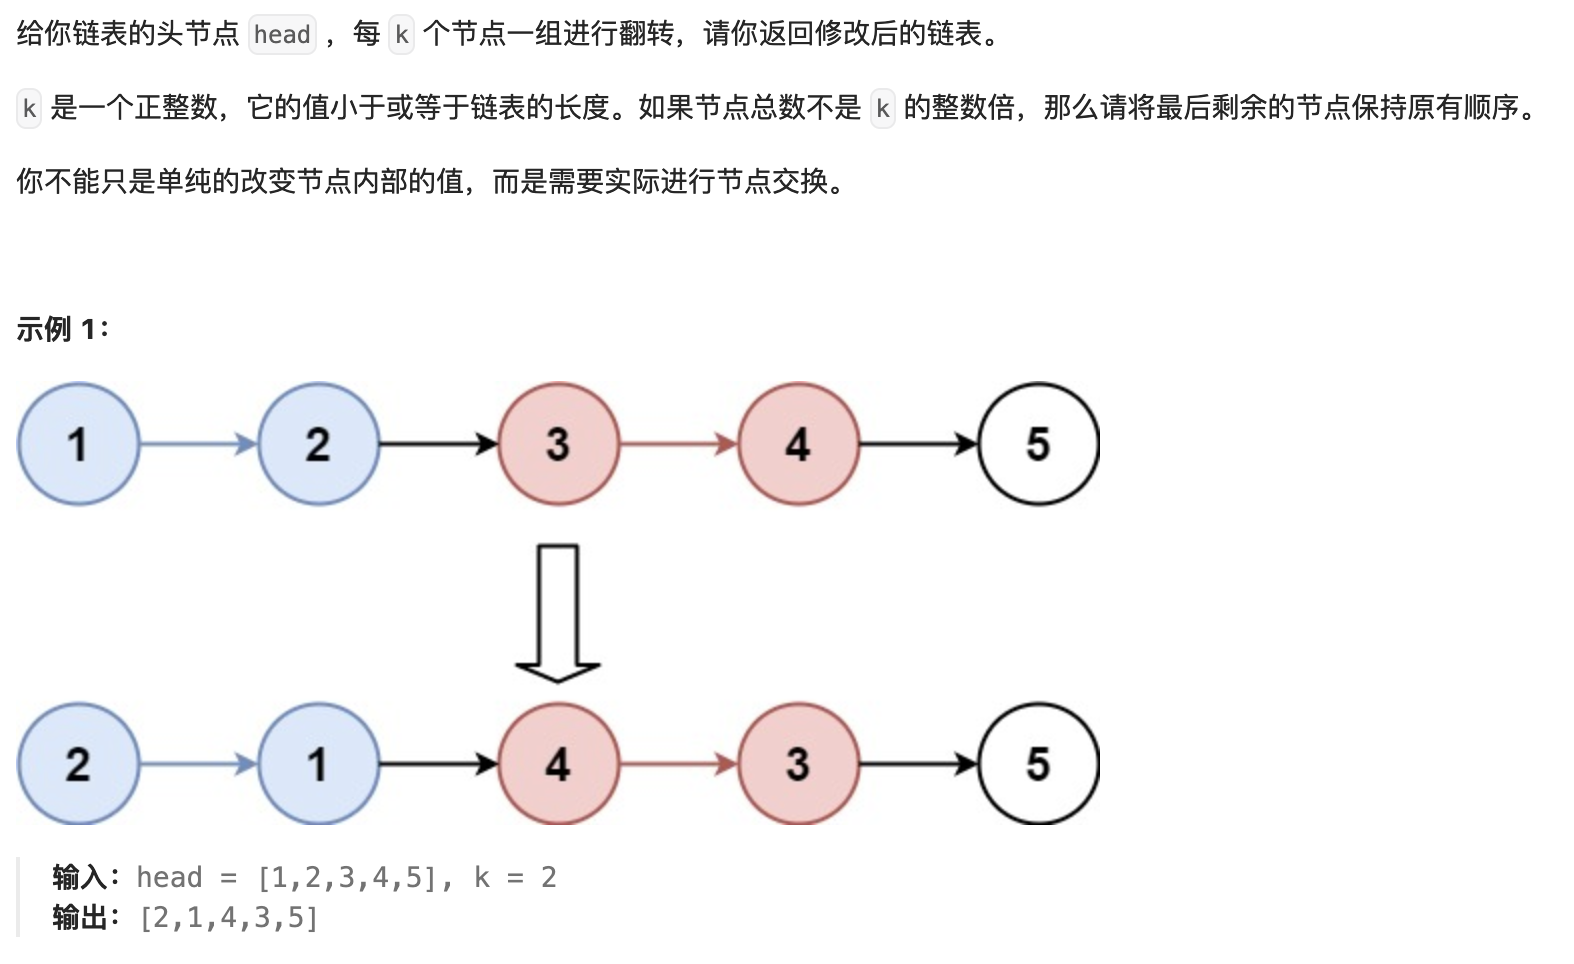 给你链表的头节点 head ，每 k 个节点一组进行翻转，请你返回修改后的链表。
k 是一个正整数，它的值小于或等于链表的长度。如果节点总数不是 k 的整数倍，那么请将最后剩余的节点保持原有顺序。
你不能只是单纯的改变节点内部的值，而是需要实际进行节点交换。
示例 1：
1 2 3 4 5
2 1 4 3 5
输入：head = [1,2,3,4,5], k = 2
输出：[2,1,4,3,5]